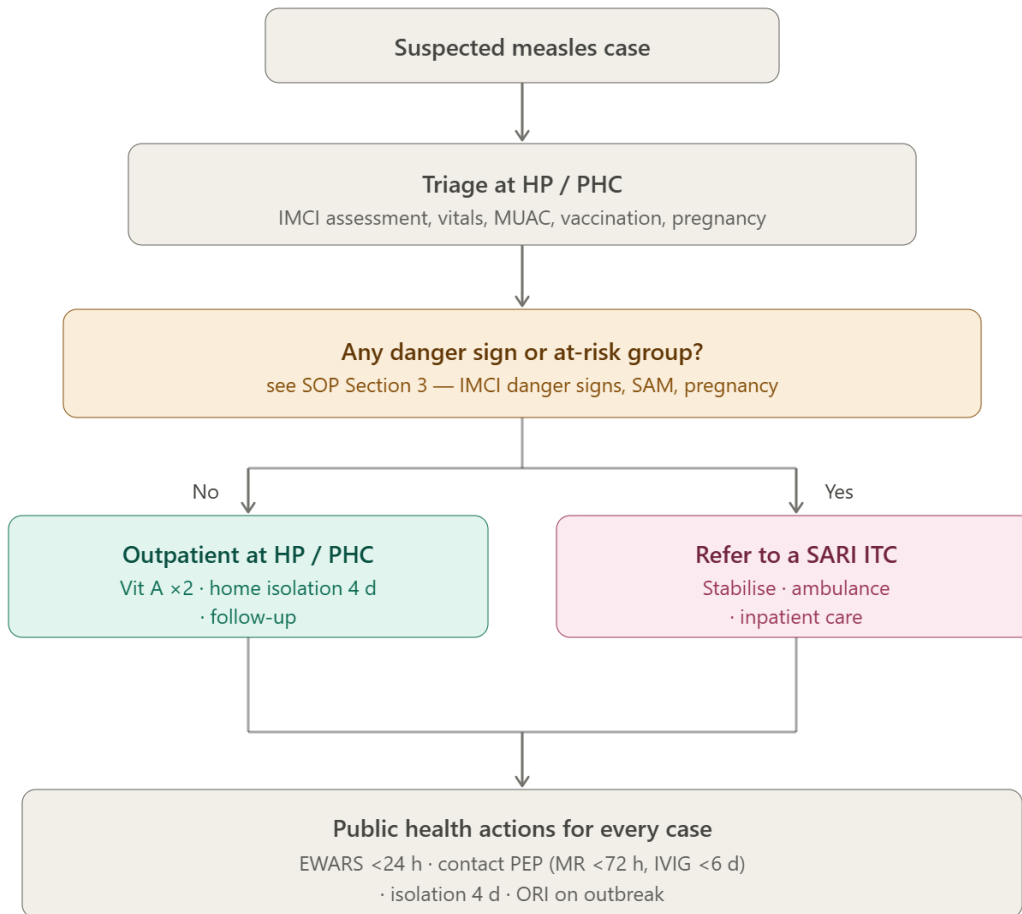 Suspected measles case
Triage at HP / PHC
IMCI assessment, vitals, MUAC, vaccination, pregnancy
Any danger sign or at-risk group?
see SOP Section 3 — IMCI danger signs, SAM, pregnancy
No
Yes
Outpatient at HP / PHC
Vit A ×2 · home isolation 4 d
· follow-up
Refer to a SARI ITC
Stabilise · ambulance
· inpatient care
Public health actions for every case
EWARS <24 h · contact PEP (MR <72 h, IVIG <6 d)
· isolation 4 d · ORI on outbreak